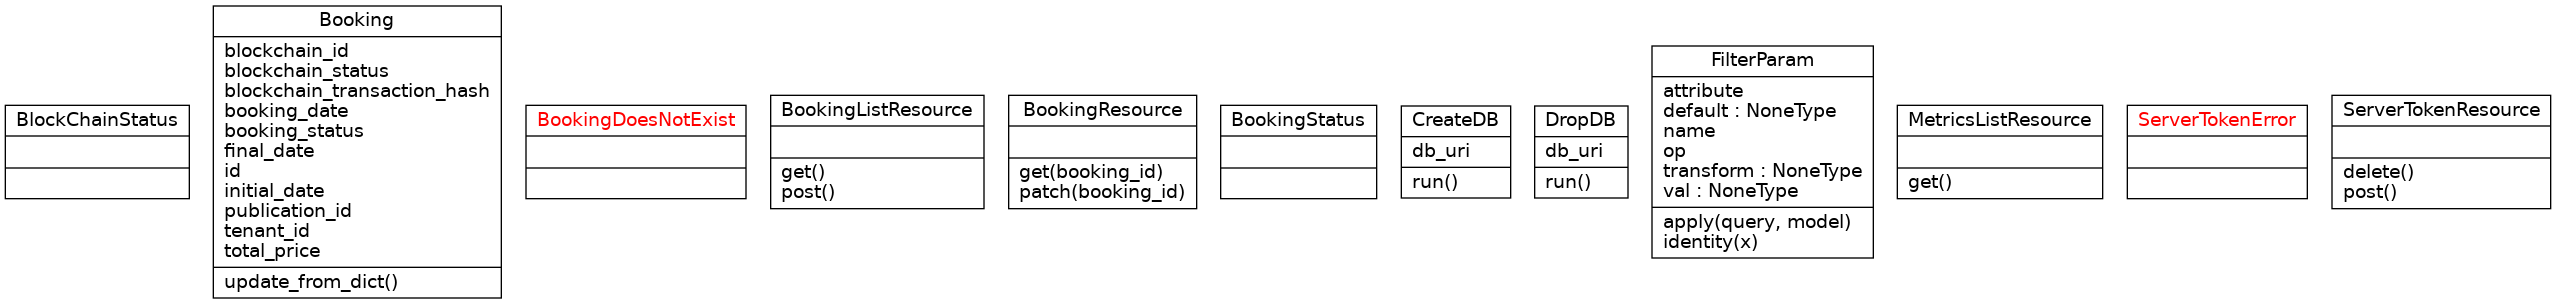 BlockChainStatus
Booking
blockchain_id
blockchain_status
blockchain_transaction_hash
booking_date
booking_status
final_date
id
initial_date
publication_id
tenant_id
total_price
update_from_dict()
BookingDoesNotExist
BookingListResource
get()
post()
BookingResource
get(booking_id)
patch(booking_id)
BookingStatus
CreateDB
db_uri
run()
DropDB
db_uri
run()
FilterParam
attribute
default : NoneType
name
op
transform : NoneType
val : NoneType
apply(query, model)
identity(x)
MetricsListResource
get()
ServerTokenError
ServerTokenResource
delete()
post()